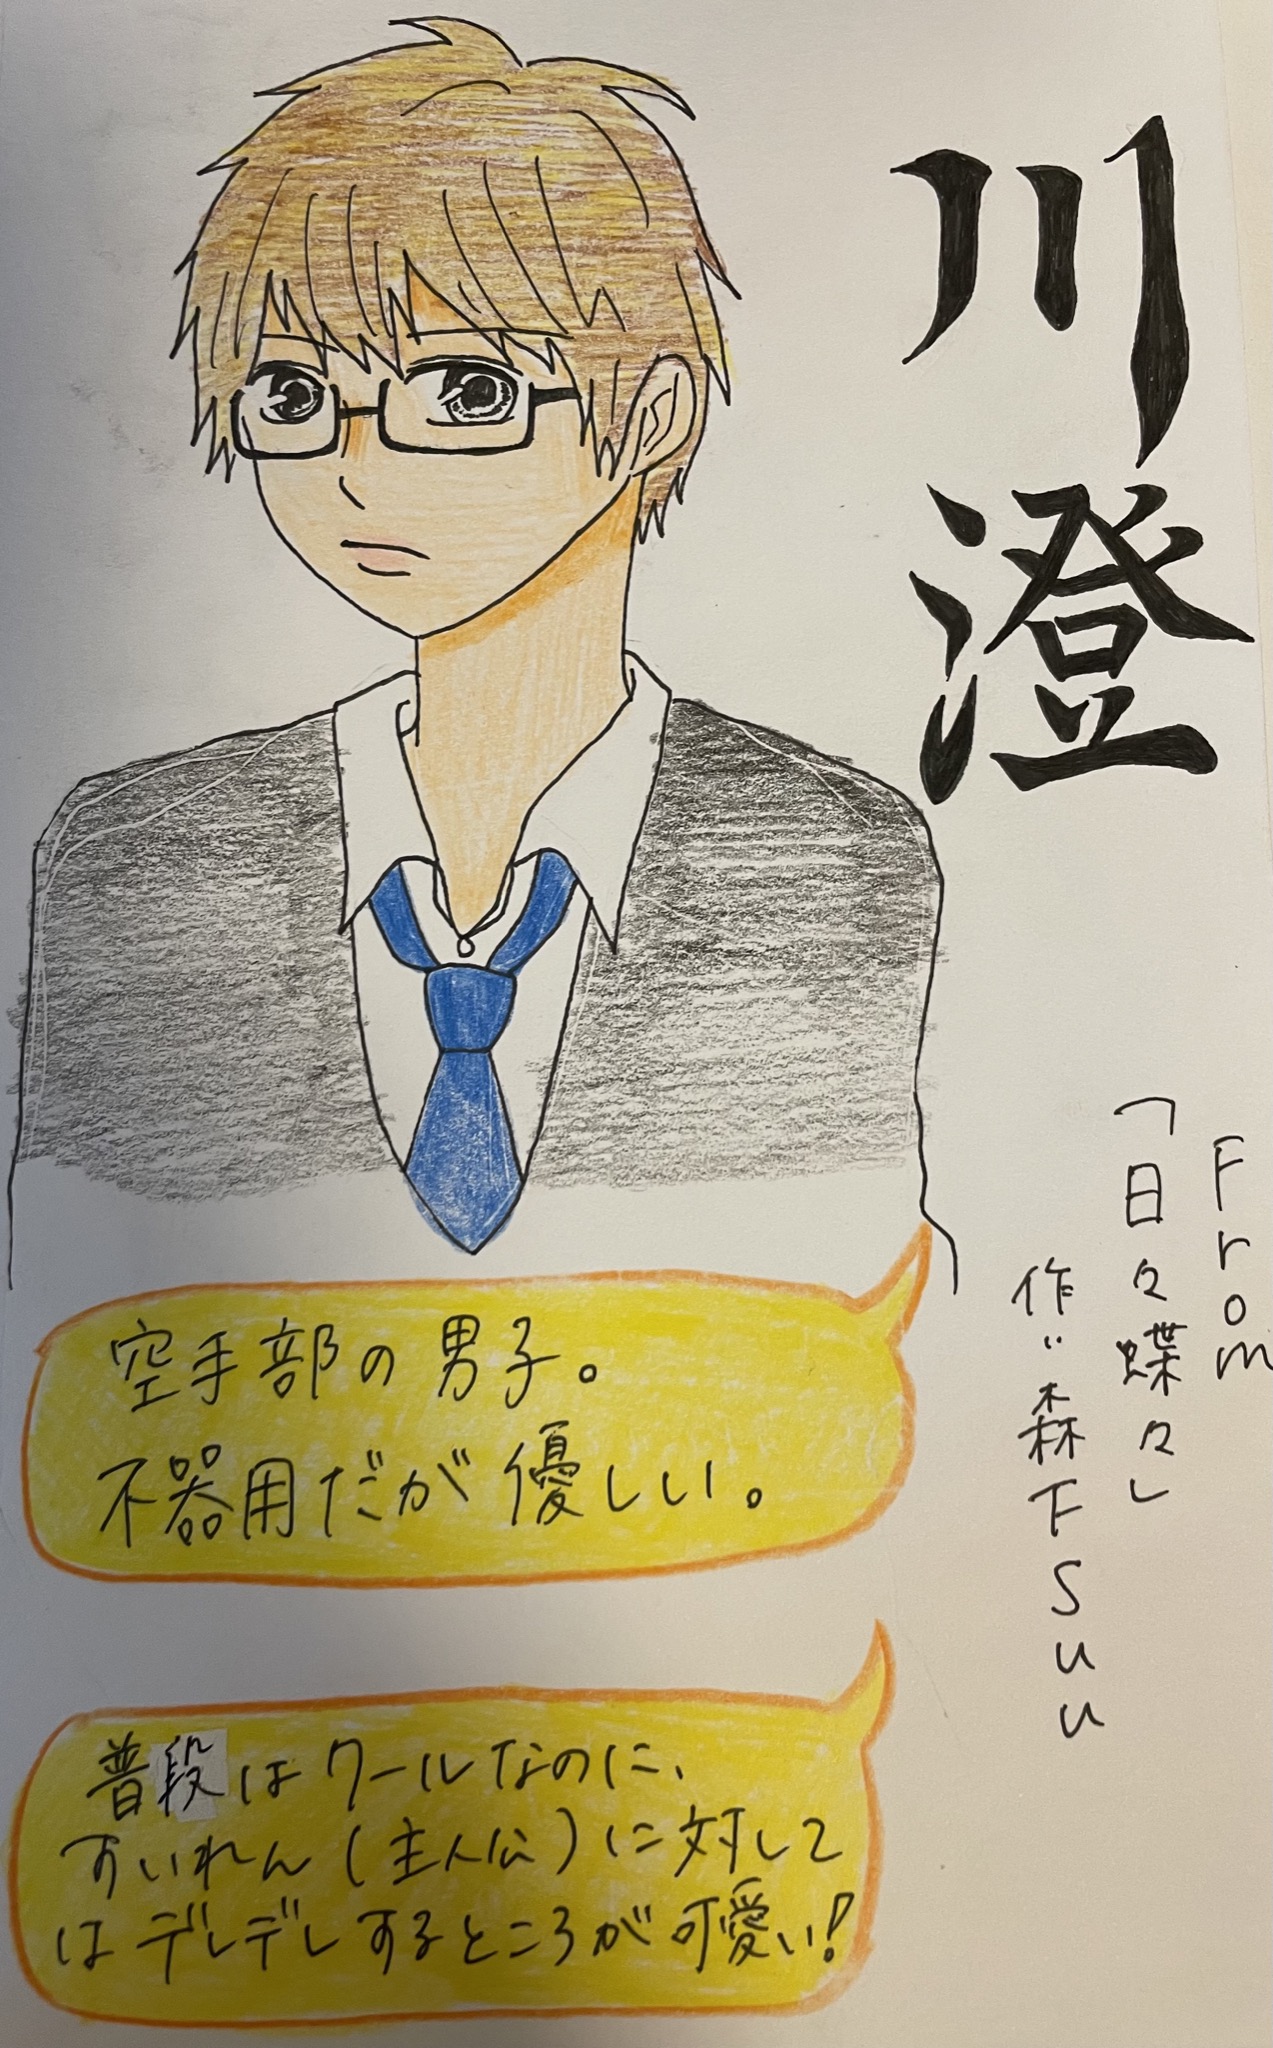 川澄
From
「日々蝶々」
作:森下suu
空手部の男子。
不器用だが優しい。
普段はクールなのに、
すいれん(主人公)に対して
はデレデレするところが可愛い!